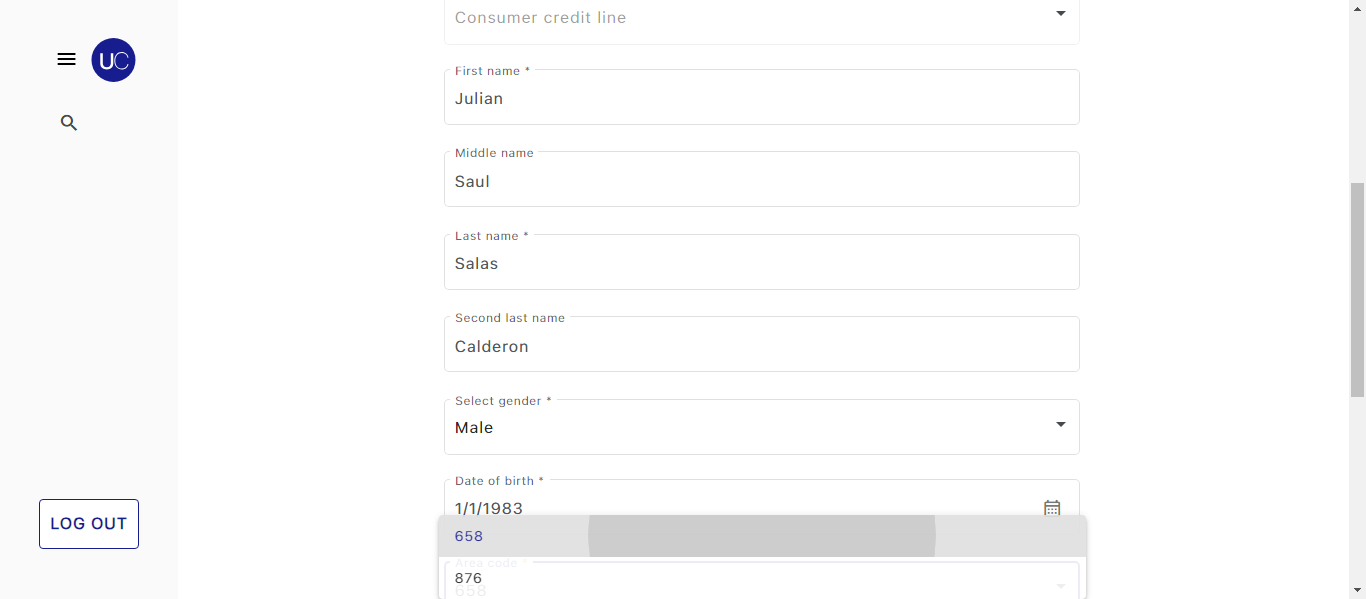 UC
Consumer credit line
First name *
Julian
Middle name
Saul
Last name *
Salas
Second last name
Calderon
Select gender *
Male
Date of birth *
1/1/1983
658
Area code *
876
658
LOG OUT